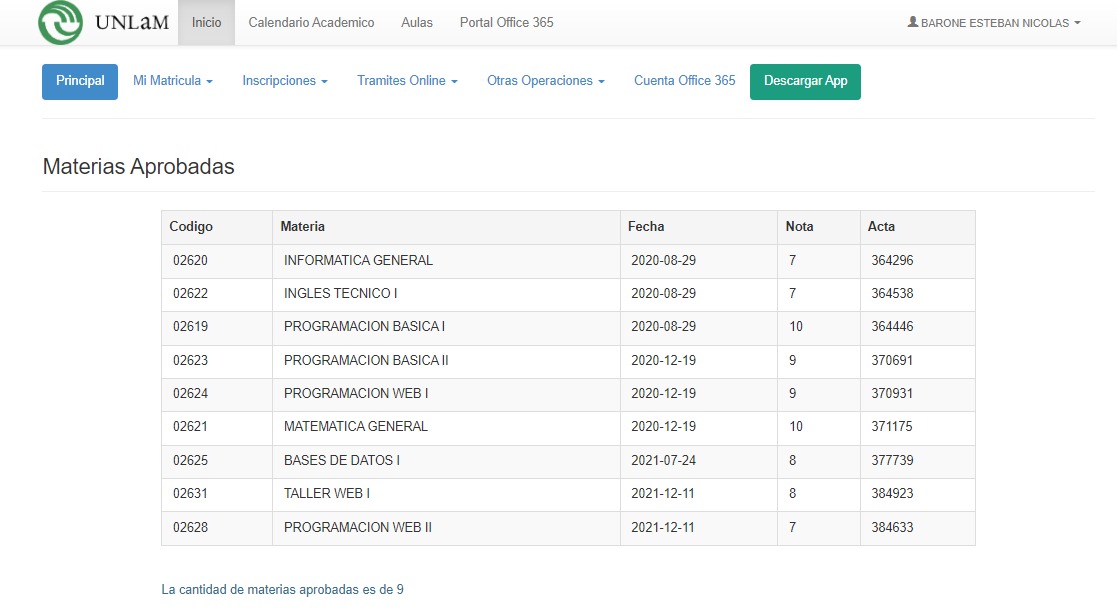 UNLaM Inicio Calendario Academico Aulas Portal Office 365 BARONE ESTEBAN NICOLAS
Principal Mi Matricula Inscripciones Tramites Online Otras Operaciones Cuenta Office 365 Descargar App
Materias Aprobadas
Codigo Materia Fecha Nota Acta
02620 INFORMATICA GENERAL 2020-08-29 7 364296
02622 INGLES TECNICO I 2020-08-29 7 364538
02619 PROGRAMACION BASICA I 2020-08-29 10 364446
02623 PROGRAMACION BASICA II 2020-12-19 9 370691
02624 PROGRAMACION WEB I 2020-12-19 9 370931
02621 MATEMATICA GENERAL 2020-12-19 10 371175
02625 BASES DE DATOS I 2021-07-24 8 377739
02631 TALLER WEB I 2021-12-11 8 384923
02628 PROGRAMACION WEB II 2021-12-11 7 384633
La cantidad de materias aprobadas es de 9